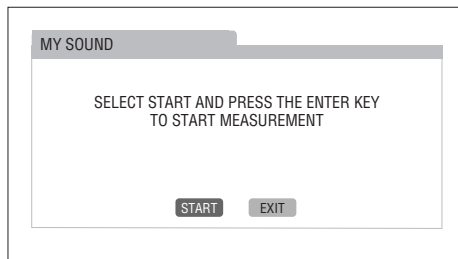 MY SOUND
SELECT START AND PRESS THE ENTER KEY
TO START MEASUREMENT
START EXIT